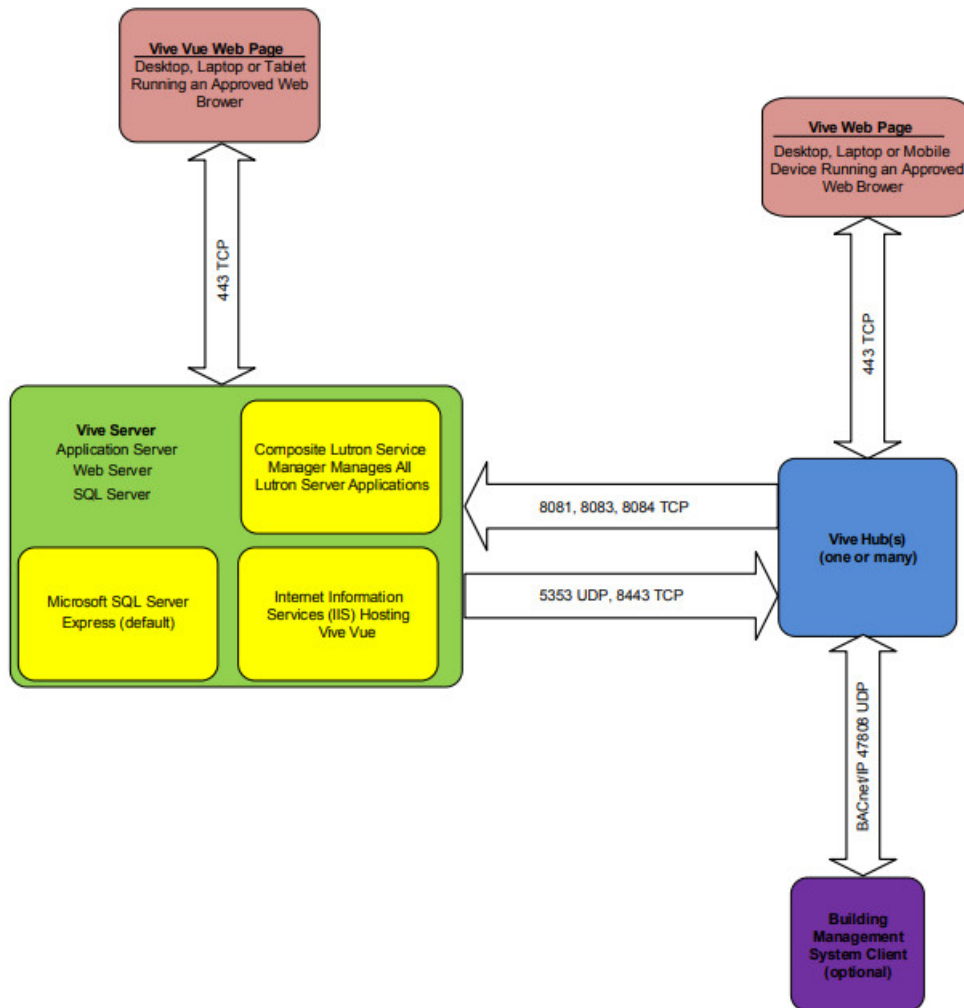 Vive Vue Web Page
Desktop, Laptop or Tablet
Running an Approved Web
Brower
Vive Web Page
Desktop, Laptop or Mobile
Device Running an Approved
Web Brower
443 TCP
443 TCP
Vive Server
Application Server
Web Server
SQL Server
Composite Lutron Service
Manager Manages All
Lutron Server Applications
Microsoft SQL Server
Express (default)
Internet Information
Services (IIS) Hosting
Vive Vue
8081, 8083, 8084 TCP
5353 UDP, 8443 TCP
Vive Hub(s)
(one or many)
BACnet/IP 47808 UDP
Building
Management
System Client
(optional)